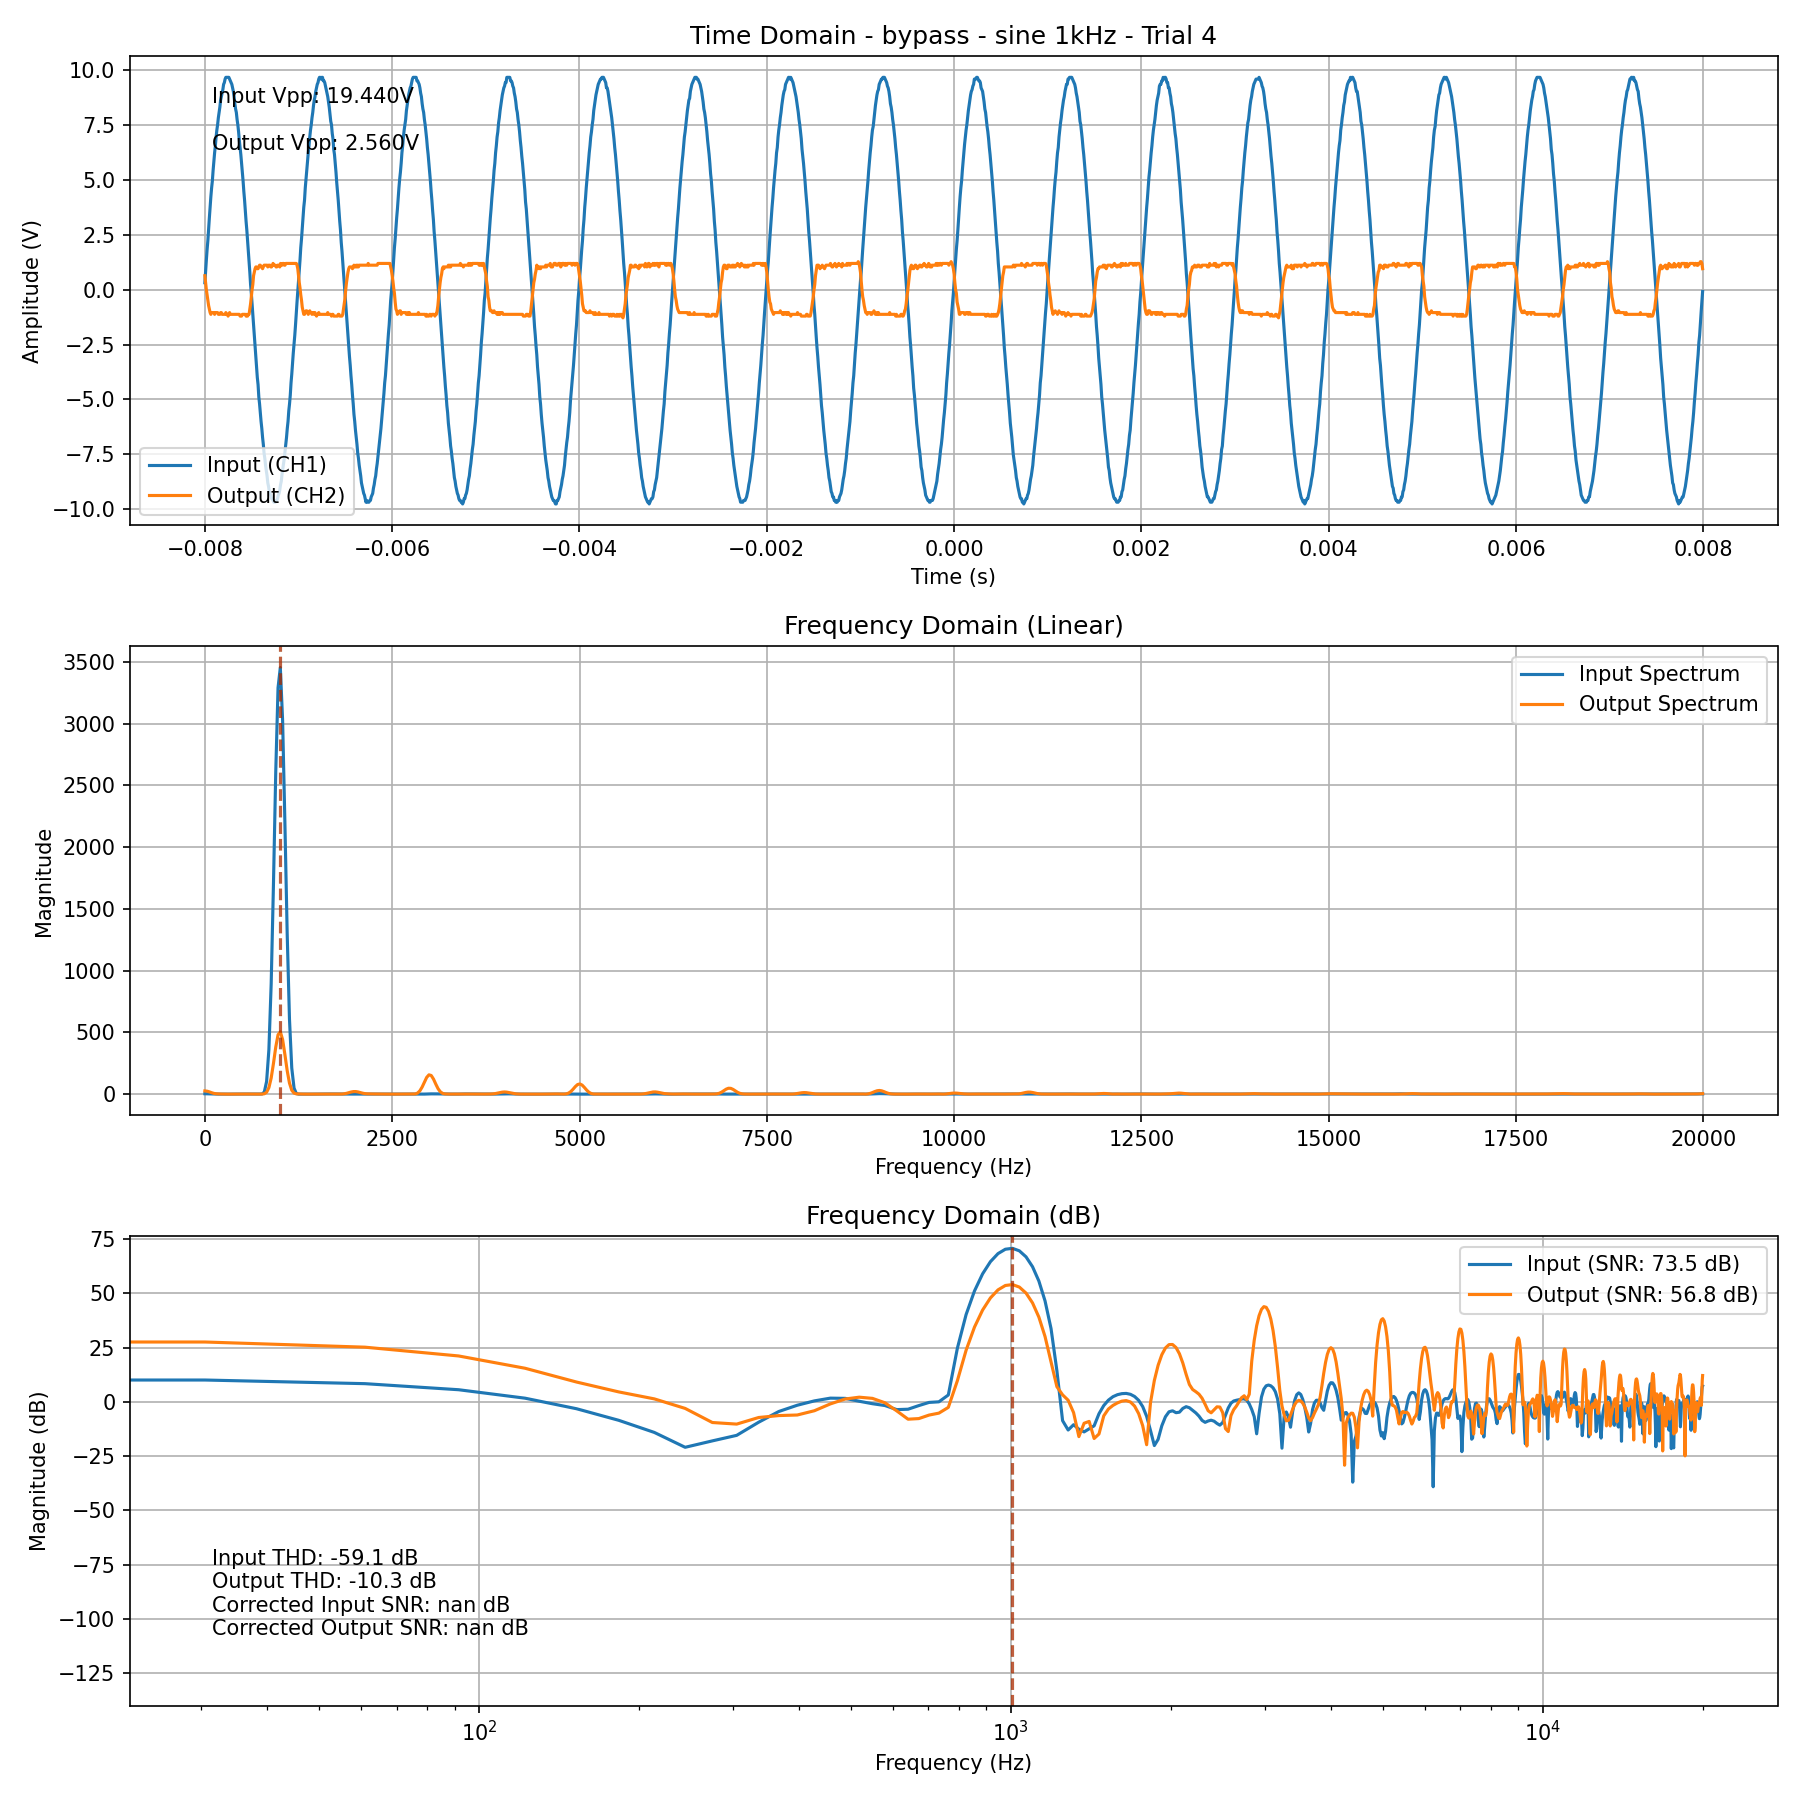 Time Domain - bypass - sine 1kHz - Trial 4
10.0
7.5
5.0
2.5
0.0
−2.5
−5.0
−7.5
−10.0
Amplitude (V)
Input Vpp: 19.440V
Output Vpp: 2.560V
Input (CH1)
Output (CH2)
−0.008 −0.006 −0.004 −0.002 0.000 0.002 0.004 0.006 0.008
Time (s)
Frequency Domain (Linear)
3500
3000
2500
2000
1500
1000
500
0
Magnitude
Input Spectrum
Output Spectrum
0 2500 5000 7500 10000 12500 15000 17500 20000
Frequency (Hz)
Frequency Domain (dB)
75
50
25
0
−25
−50
−75
−100
−125
Magnitude (dB)
Input (SNR: 73.5 dB)
Output (SNR: 56.8 dB)
Input THD: -59.1 dB
Output THD: -10.3 dB
Corrected Input SNR: nan dB
Corrected Output SNR: nan dB
10² 10³ 10⁴
Frequency (Hz)